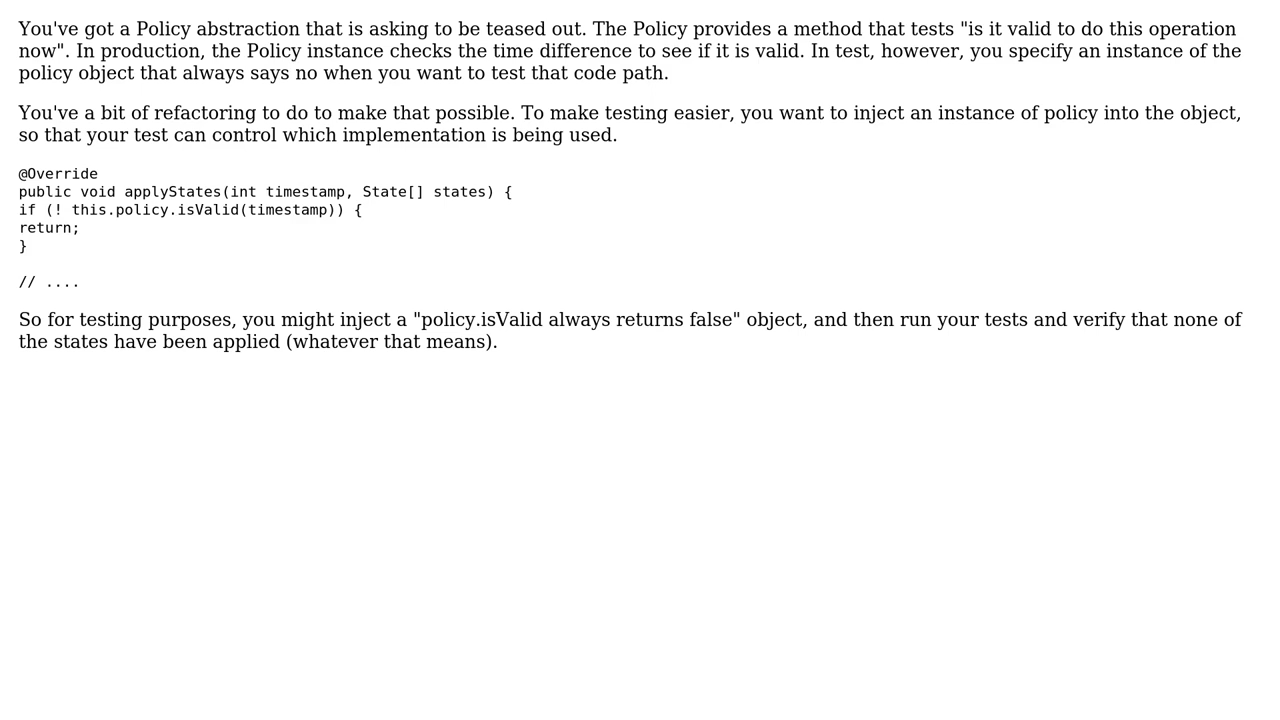 You've got a Policy abstraction that is asking to be teased out. The Policy provides a method that tests "is it valid to do this operation
now". In production, the Policy instance checks the time difference to see if it is valid. In test, however, you specify an instance of the
policy object that always says no when you want to test that code path.
You've a bit of refactoring to do to make that possible. To make testing easier, you want to inject an instance of policy into the object,
so that your test can control which implementation is being used.
@Override
public void applyStates(int timestamp, State[] states) {
if (! this.policy.isValid(timestamp)) {
return;
}
// ....
So for testing purposes, you might inject a "policy.isValid always returns false" object, and then run your tests and verify that none of
the states have been applied (whatever that means).